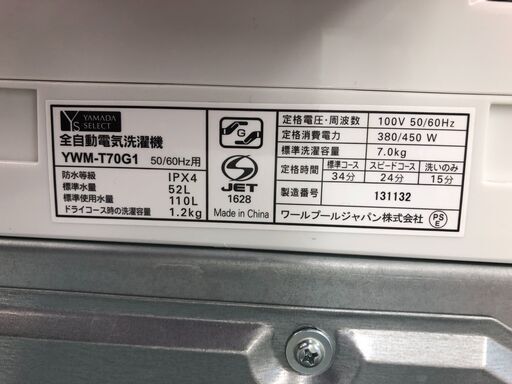 YS YAMADA SELECT
全自動電気洗濯機
YWM-T70G1 50/60Hz用
防水等級 IPX4
標準水量 52L
標準使用水量 110L
ドライコース時の洗濯容量 1.2kg
G
S
JET
1628
Made in China
定格電圧・周波数 100V 50/60Hz
定格消費電力 380/450 W
標準洗濯容量 7.0kg
定格時間 標準コース スピードコース 洗いのみ
34分 24分 15分
製造番号 131132
ワールプールジャパン株式会社
PS
E